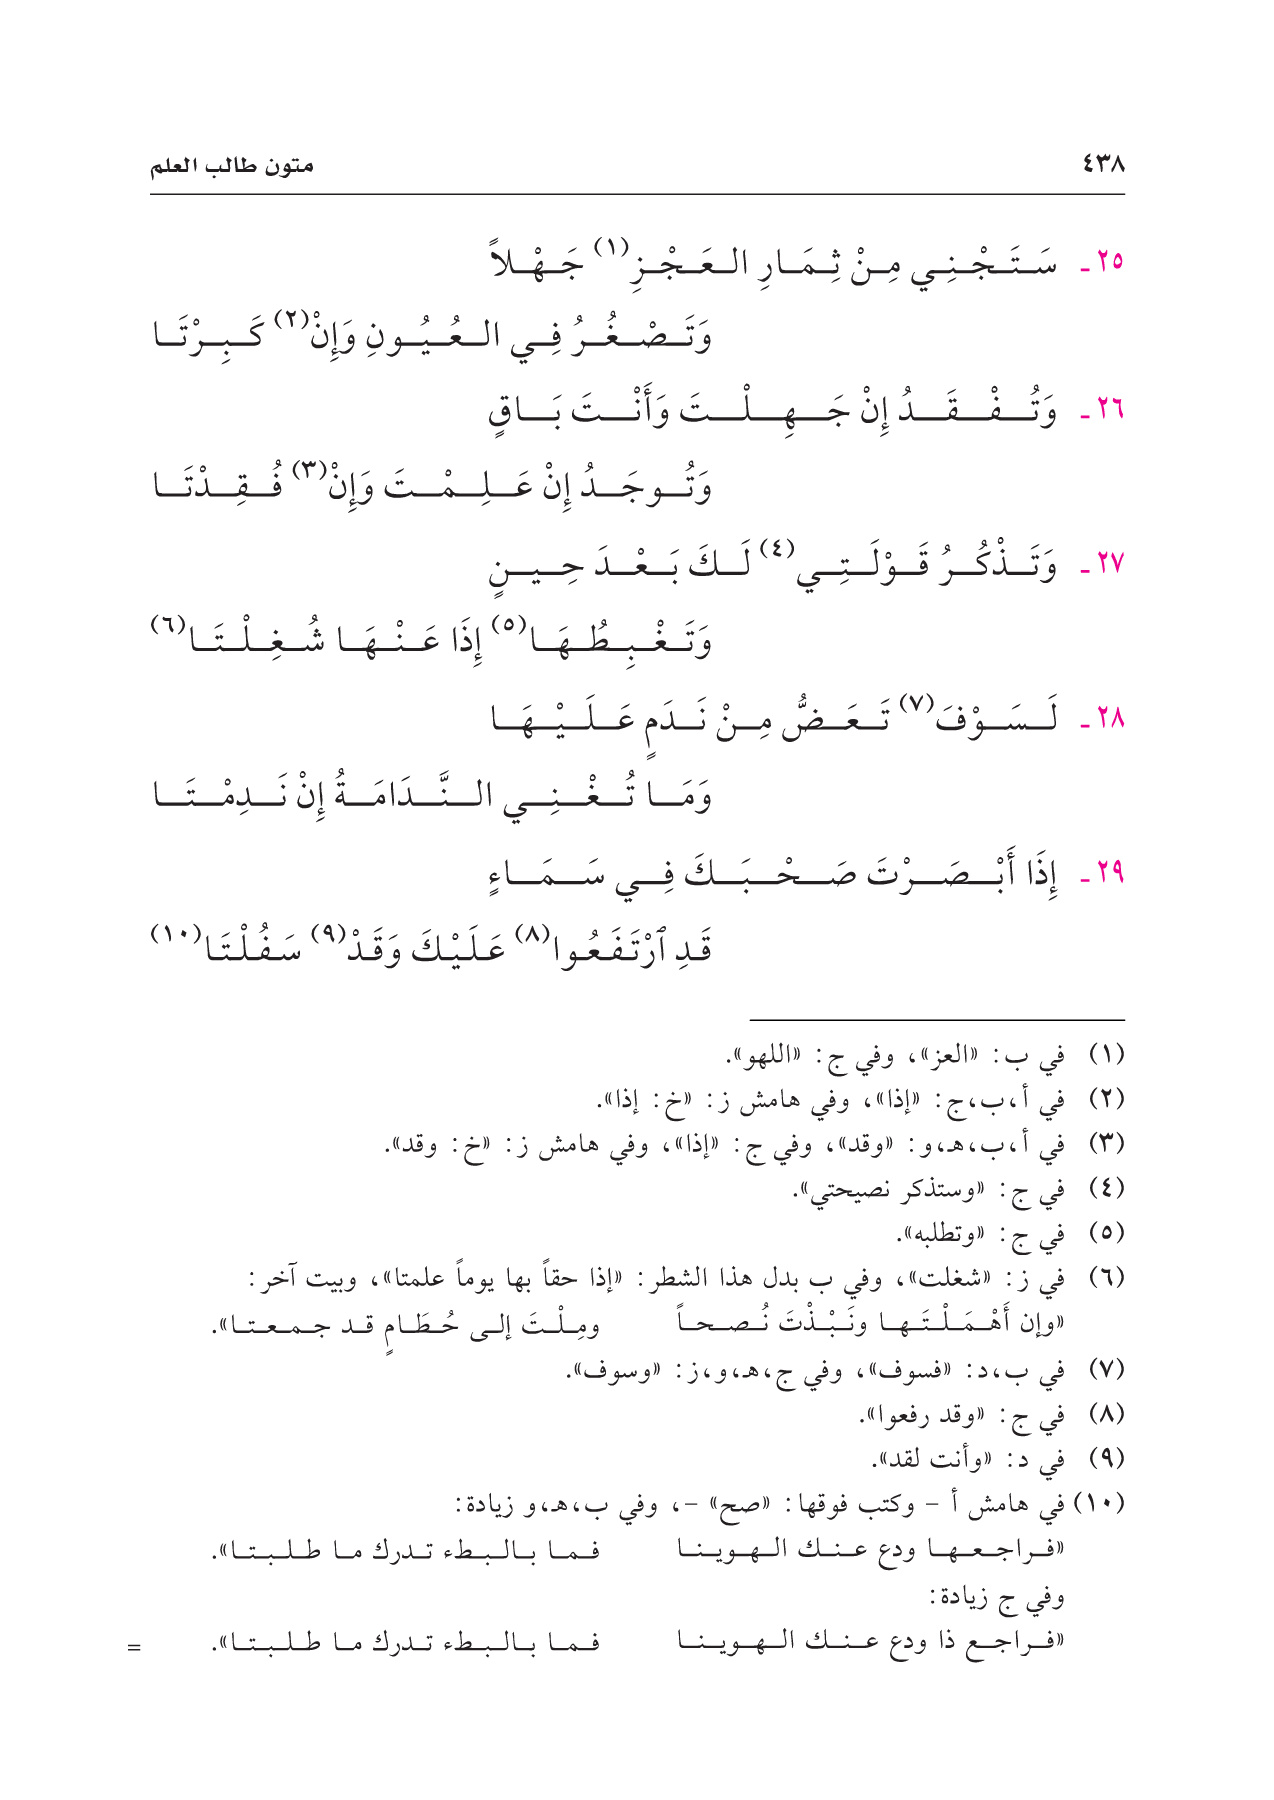 ٤٣٨ متون طالب العلم
٢٥ ـ سَتَجْنِي مِنْ ثِمَارِ العَجْزِ(١) جَهْلاً
وَتَصْغُرُ فِي العُيُونِ وَإِنْ(٢) كَبِرْتَا
٢٦ ـ وَتُفْقَدُ إِنْ جَهِلْتَ وَأَنْتَ بَاقٍ
وَتُوجَدُ إِنْ عَلِمْتَ وَإِنْ(٣) فُقِدْتَا
٢٧ ـ وَتَذْكُرُ قَوْلَتِي(٤) لَكَ بَعْدَ حِينٍ
وَتَغْبِطُهَا(٥) إِذَا عَنْهَا شُغِلْتَا(٦)
٢٨ ـ لَسَوْفَ(٧) تَعَضُّ مِنْ نَدَمٍ عَلَيْهَا
وَمَا تُغْنِي النَّدَامَةُ إِنْ نَدِمْتَا
٢٩ ـ إِذَا أَبْصَرْتَ صَحْبَكَ فِي سَمَاءٍ
قَدِ ٱرْتَفَعُوا(٨) عَلَيْكَ وَقَدْ(٩) سَفُلْتَا(١٠)
(١) في ب: «العز»، وفي ج: «اللهو».
(٢) في أ،ب،ج: «إذا»، وفي هامش ز: «خ: إذا».
(٣) في أ،ب،هـ،و: «وقد»، وفي ج: «إذا»، وفي هامش ز: «خ: وقد».
(٤) في ج: «وستذكر نصيحتي».
(٥) في ج: «وتطلبه».
(٦) في ز: «شغلت»، وفي ب بدل هذا الشطر: «إذا حقاً بها يوماً علمتا»، وبيت آخر:
«وإن أَهْمَلْتَها ونَبْذْتَ نُصحاً ومِلْتَ إلى حُطَامٍ قد جمعتا».
(٧) في ب،د: «فسوف»، وفي ج،هـ،و،ز: «وسوف».
(٨) في ج: «وقد رفعوا».
(٩) في د: «وأنت لقد».
(١٠) في هامش أ - وكتب فوقها: «صح» -، وفي ب،هـ،و زيادة:
«فراجعها ودع عنك الهوينا فما بالبطء تدرك ما طلبتا».
وفي ج زيادة:
«فراجع ذا ودع عنك الهوينا فما بالبطء تدرك ما طلبتا». =